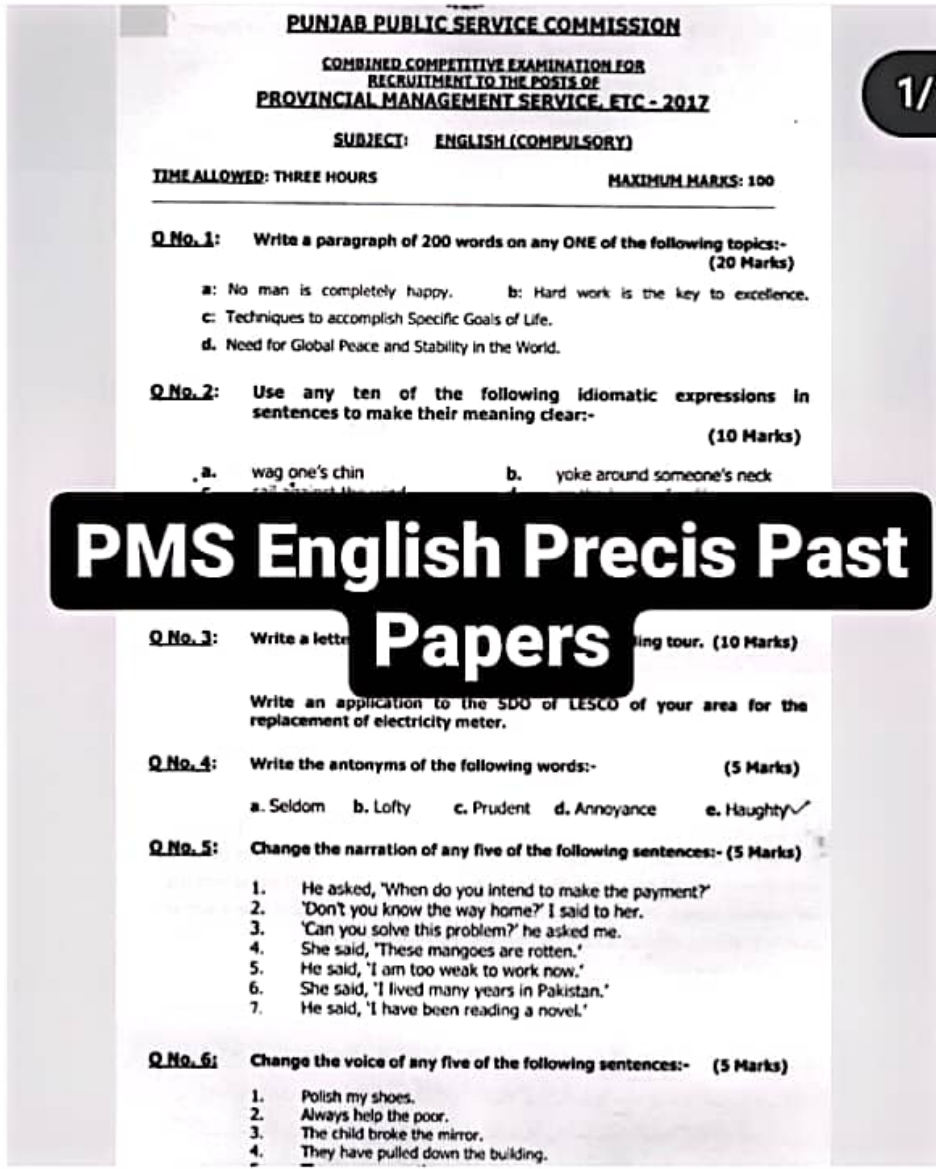 PUNJAB PUBLIC SERVICE COMMISSION
COMBINED COMPETITIVE EXAMINATION FOR
RECRUITMENT TO THE POSTS OF
PROVINCIAL MANAGEMENT SERVICE, ETC - 2017
1/
SUBJECT: ENGLISH (COMPULSORY)
TIME ALLOWED: THREE HOURS MAXIMUM MARKS: 100
Q No. 1: Write a paragraph of 200 words on any ONE of the following topics:-
(20 Marks)
a: No man is completely happy. b: Hard work is the key to excellence.
c: Techniques to accomplish Specific Goals of Life.
d. Need for Global Peace and Stability in the World.
Q No. 2: Use any ten of the following idiomatic expressions in
sentences to make their meaning clear:-
(10 Marks)
a. wag one's chin b. yoke around someone's neck
PMS English Precis Past
Papers
Q No. 3: Write a lette ling tour. (10 Marks)
Write an application to the SDO of LESCO of your area for the
replacement of electricity meter.
Q No. 4: Write the antonyms of the following words:- (5 Marks)
a. Seldom b. Lofty c. Prudent d. Annoyance e. Haughty
Q No. 5: Change the narration of any five of the following sentences:- (5 Marks)
1. He asked, 'When do you intend to make the payment?'
2. 'Don't you know the way home?' I said to her.
3. 'Can you solve this problem?' he asked me.
4. She said, 'These mangoes are rotten.'
5. He said, 'I am too weak to work now.'
6. She said, 'I lived many years in Pakistan.'
7. He said, 'I have been reading a novel.'
Q No. 6: Change the voice of any five of the following sentences:- (5 Marks)
1. Polish my shoes.
2. Always help the poor.
3. The child broke the mirror.
4. They have pulled down the building.